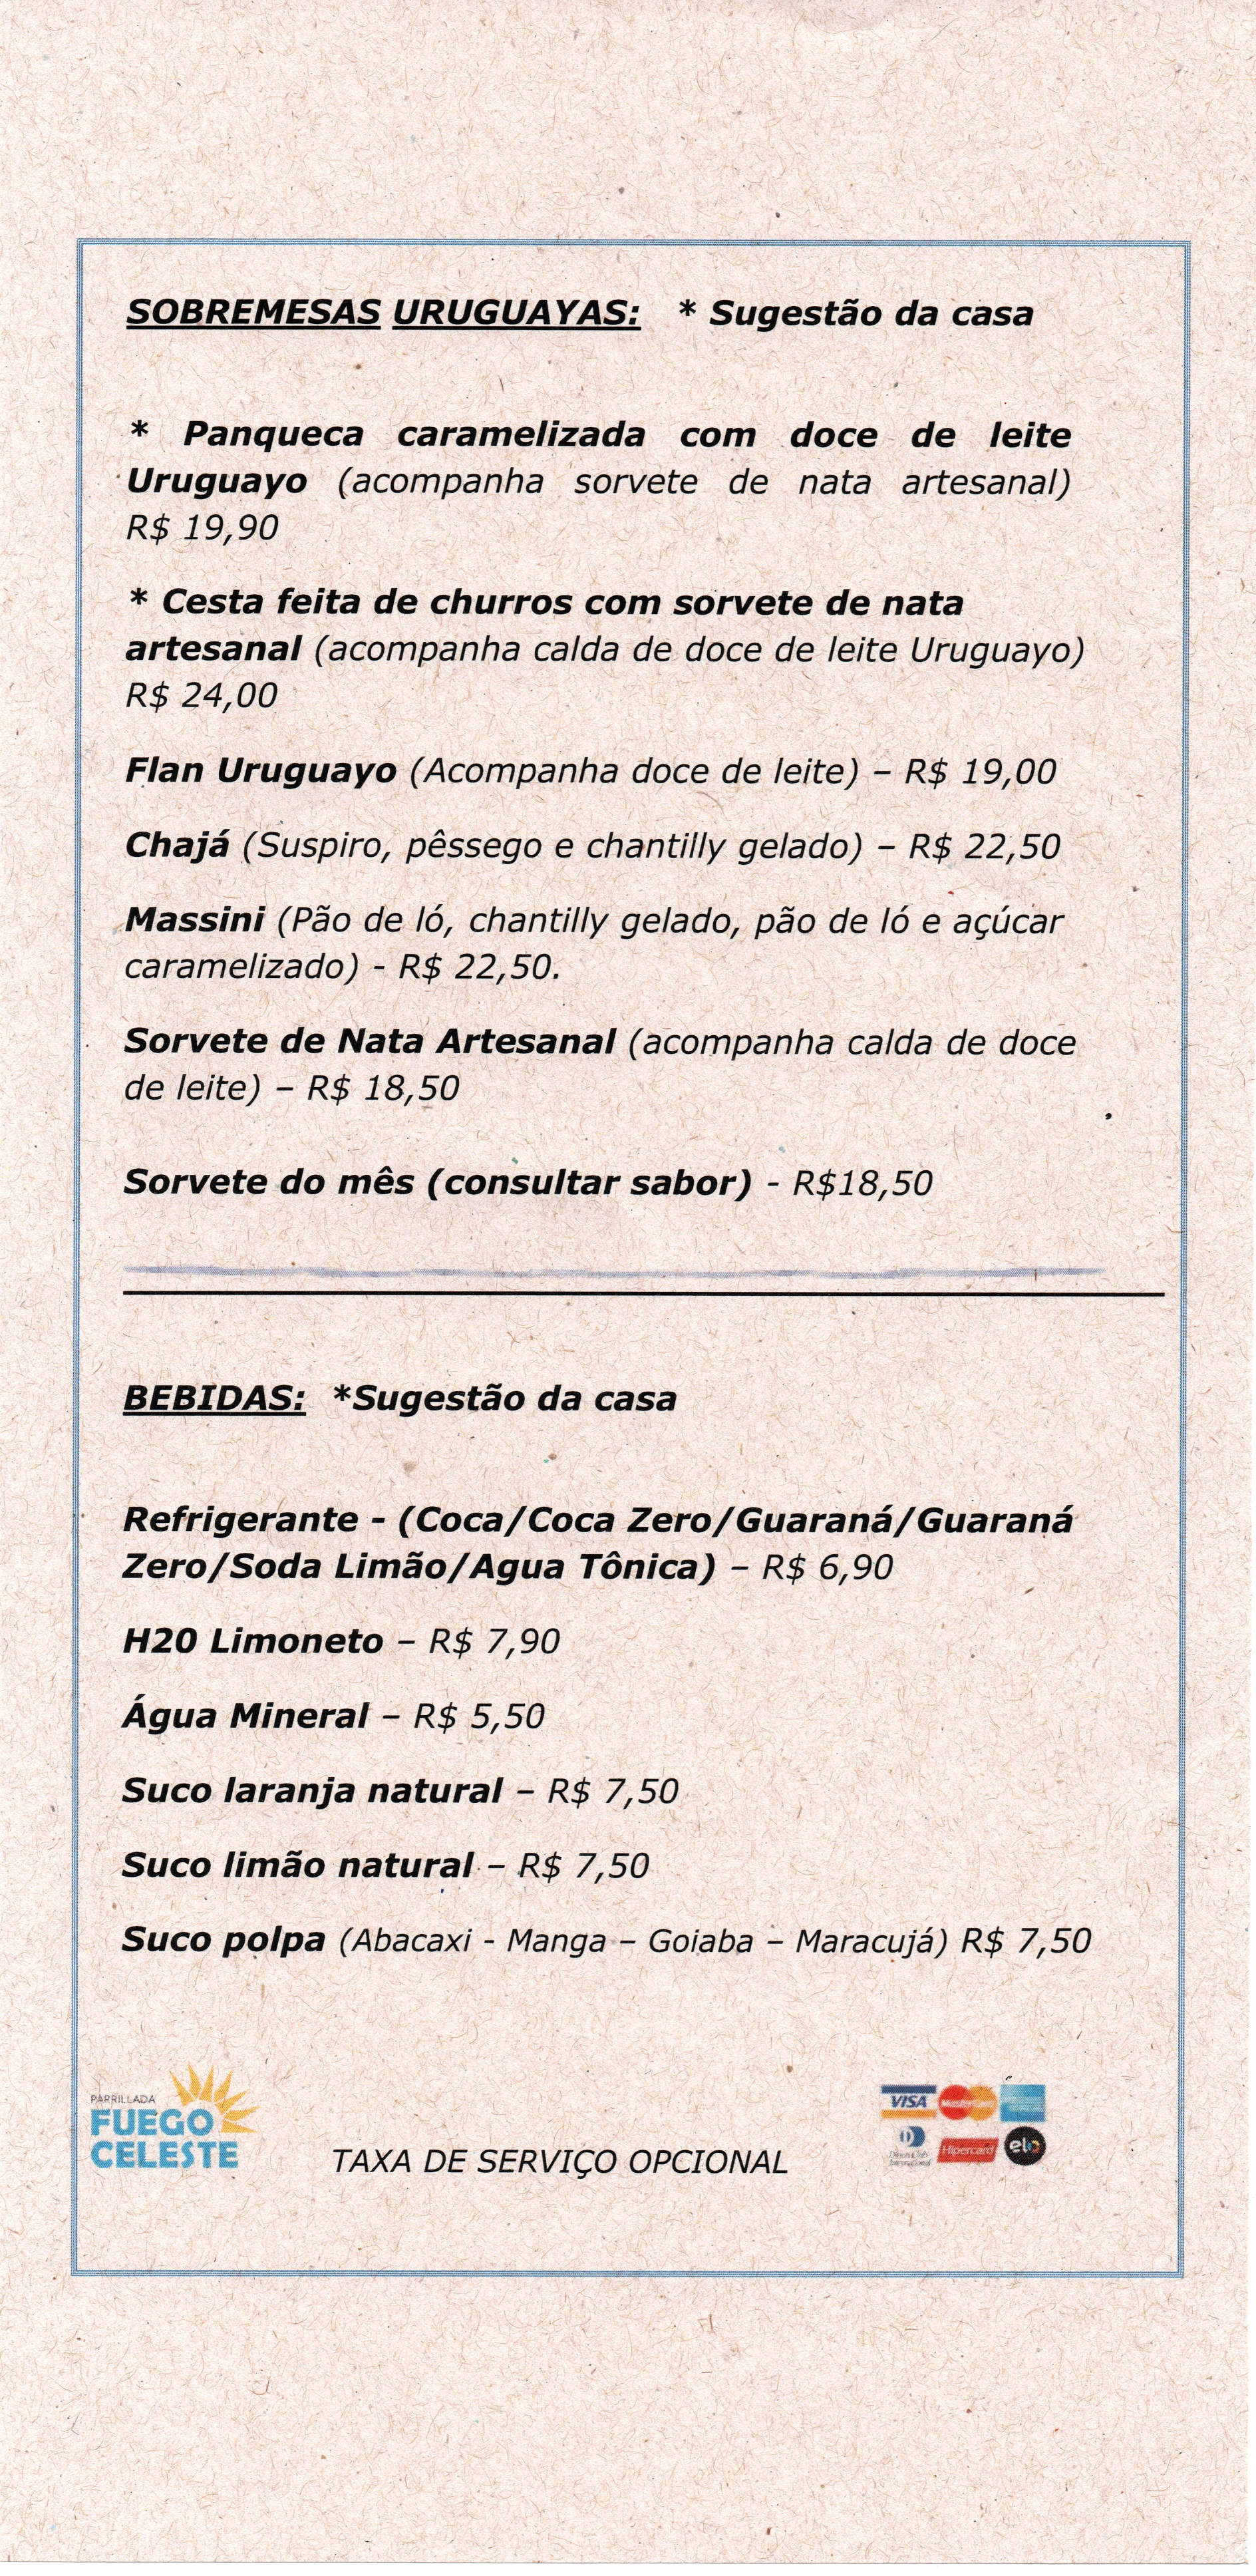 SOBREMESAS URUGUAYAS: * Sugestão da casa
* Panqueca caramelizada com doce de leite
Uruguayo (acompanha sorvete de nata artesanal)
R$ 19,90
* Cesta feita de churros com sorvete de nata
artesanal (acompanha calda de doce de leite Uruguayo)
R$ 24,00
Flan Uruguayo (Acompanha doce de leite) – R$ 19,00
Chajá (Suspiro, pêssego e chantilly gelado) – R$ 22,50
Massini (Pão de ló, chantilly gelado, pão de ló e açúcar
caramelizado) - R$ 22,50.
Sorvete de Nata Artesanal (acompanha calda de doce
de leite) – R$ 18,50
Sorvete do mês (consultar sabor) - R$18,50
BEBIDAS: *Sugestão da casa
Refrigerante - (Coca/Coca Zero/Guaraná/Guaraná
Zero/Soda Limão/Agua Tônica) – R$ 6,90
H20 Limoneto – R$ 7,90
Água Mineral – R$ 5,50
Suco laranja natural – R$ 7,50
Suco limão natural – R$ 7,50
Suco polpa (Abacaxi - Manga – Goiaba – Maracujá) R$ 7,50
PARRILLADA
FUEGO
CELESTE
TAXA DE SERVIÇO OPCIONAL
VISA MasterCard
Diners Club
International
Hipercard
elo